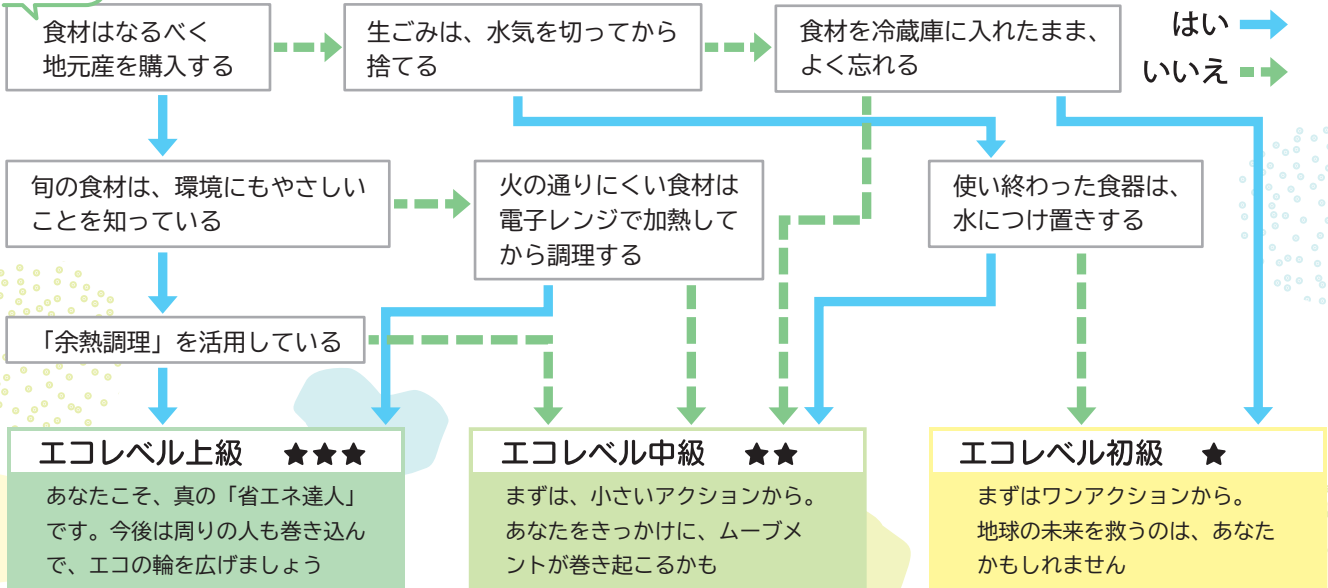 食材はなるべく
地元産を購入する
生ごみは、水気を切ってから
捨てる
食材を冷蔵庫に入れたまま、
よく忘れる
はい
いいえ
旬の食材は、環境にもやさしい
ことを知っている
火の通りにくい食材は
電子レンジで加熱して
から調理する
使い終わった食器は、
水につけ置きする
「余熱調理」を活用している
エコレベル上級 ★★★
あなたこそ、真の「省エネ達人」
です。今後は周りの人も巻き込ん
で、エコの輪を広げましょう
エコレベル中級 ★★
まずは、小さいアクションから。
あなたをきっかけに、ムーブメ
ントが巻き起こるかも
エコレベル初級 ★
まずはワンアクションから。
地球の未来を救うのは、あなた
かもしれません